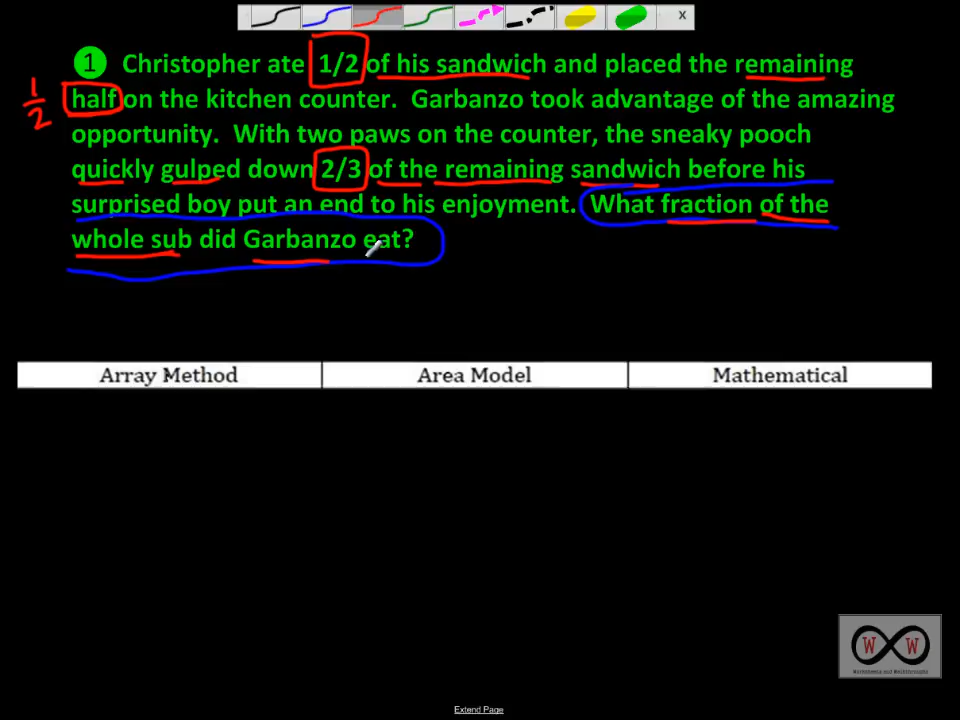 x
1 Christopher ate 1/2 of his sandwich and placed the remaining
1/2 half on the kitchen counter. Garbanzo took advantage of the amazing
opportunity. With two paws on the counter, the sneaky pooch
quickly gulped down 2/3 of the remaining sandwich before his
surprised boy put an end to his enjoyment. What fraction of the
whole sub did Garbanzo eat?
Array Method Area Model Mathematical
W W
Extend Page